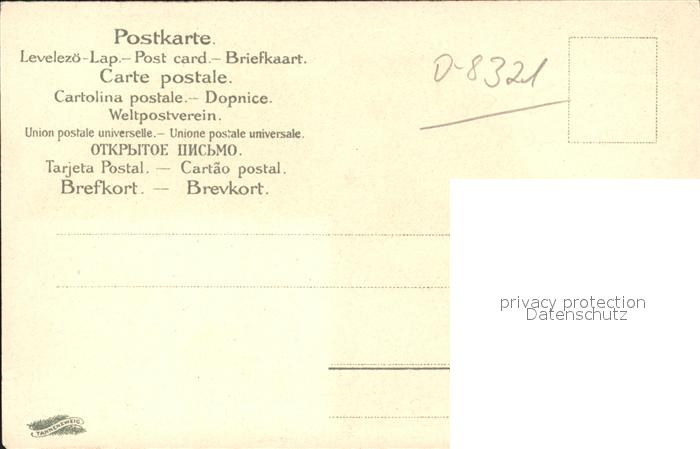 Postkarte.
Levelezö-Lap.— Post card.— Briefkaart.
Carte postale.
Cartolina postale.— Dopnice.
Weltpostverein.
Union postale universelle.— Unione postale universale.
ОТКРЫТОЕ ПИСЬМО.
Tarjeta Postal. — Cartão postal.
Brefkort. — Brevkort.
D-8321
privacy protection
Datenschutz
TANNENZWEIG